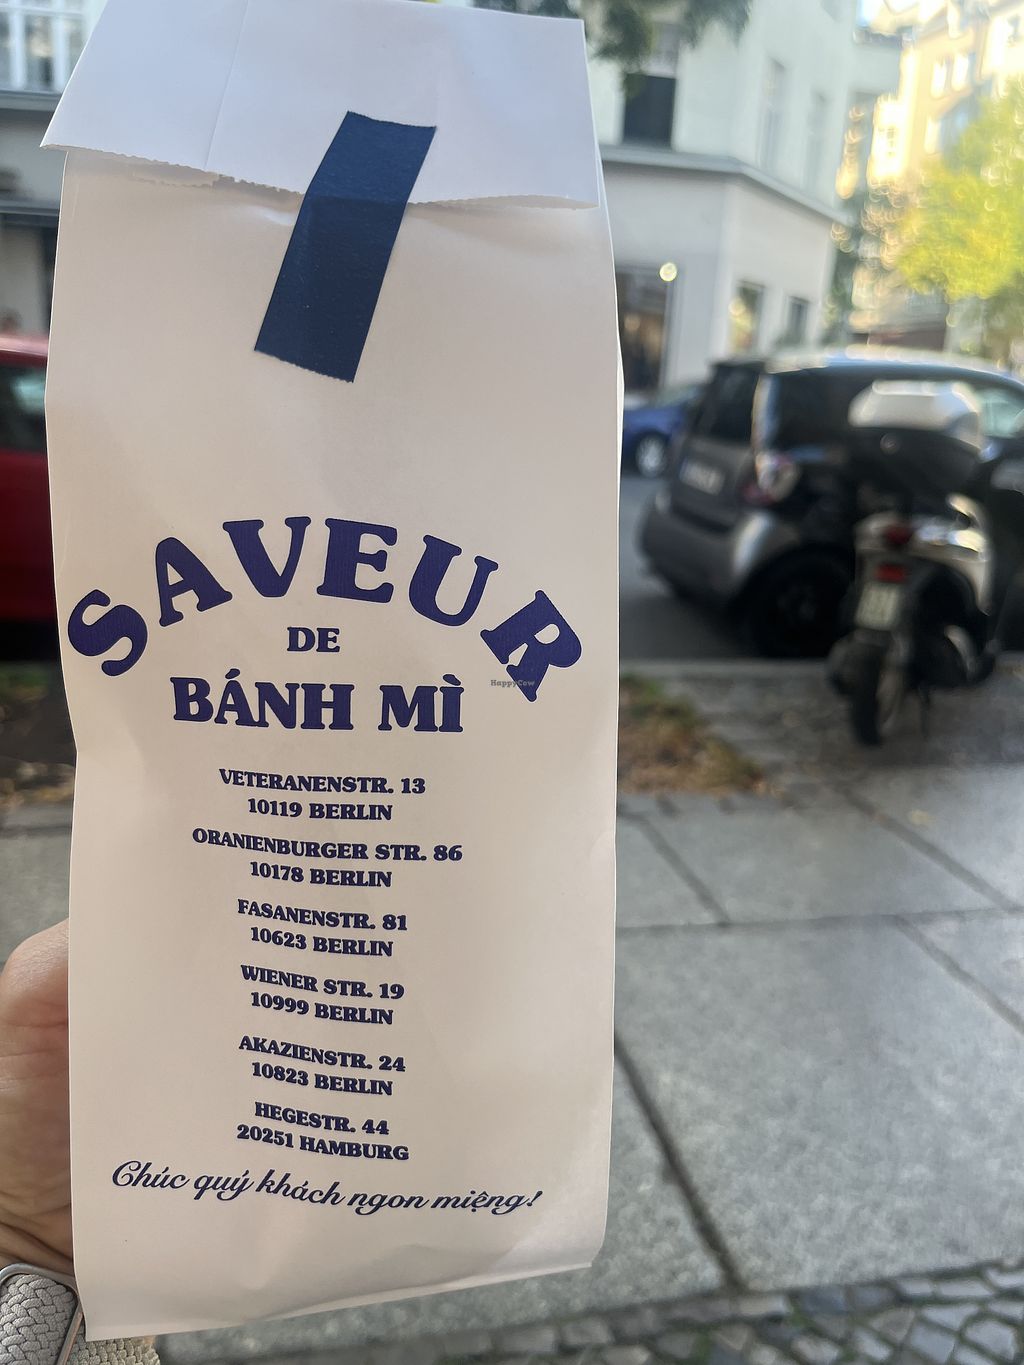 SAVEUR
DE
BÁNH MÌ
HappyCow
VETERANENSTR. 13
10119 BERLIN
ORANIENBURGER STR. 86
10178 BERLIN
FASANENSTR. 81
10623 BERLIN
WIENER STR. 19
10999 BERLIN
AKAZIENSTR. 24
10823 BERLIN
HEGESTR. 44
20251 HAMBURG
Chúc quý khách ngon miệng!